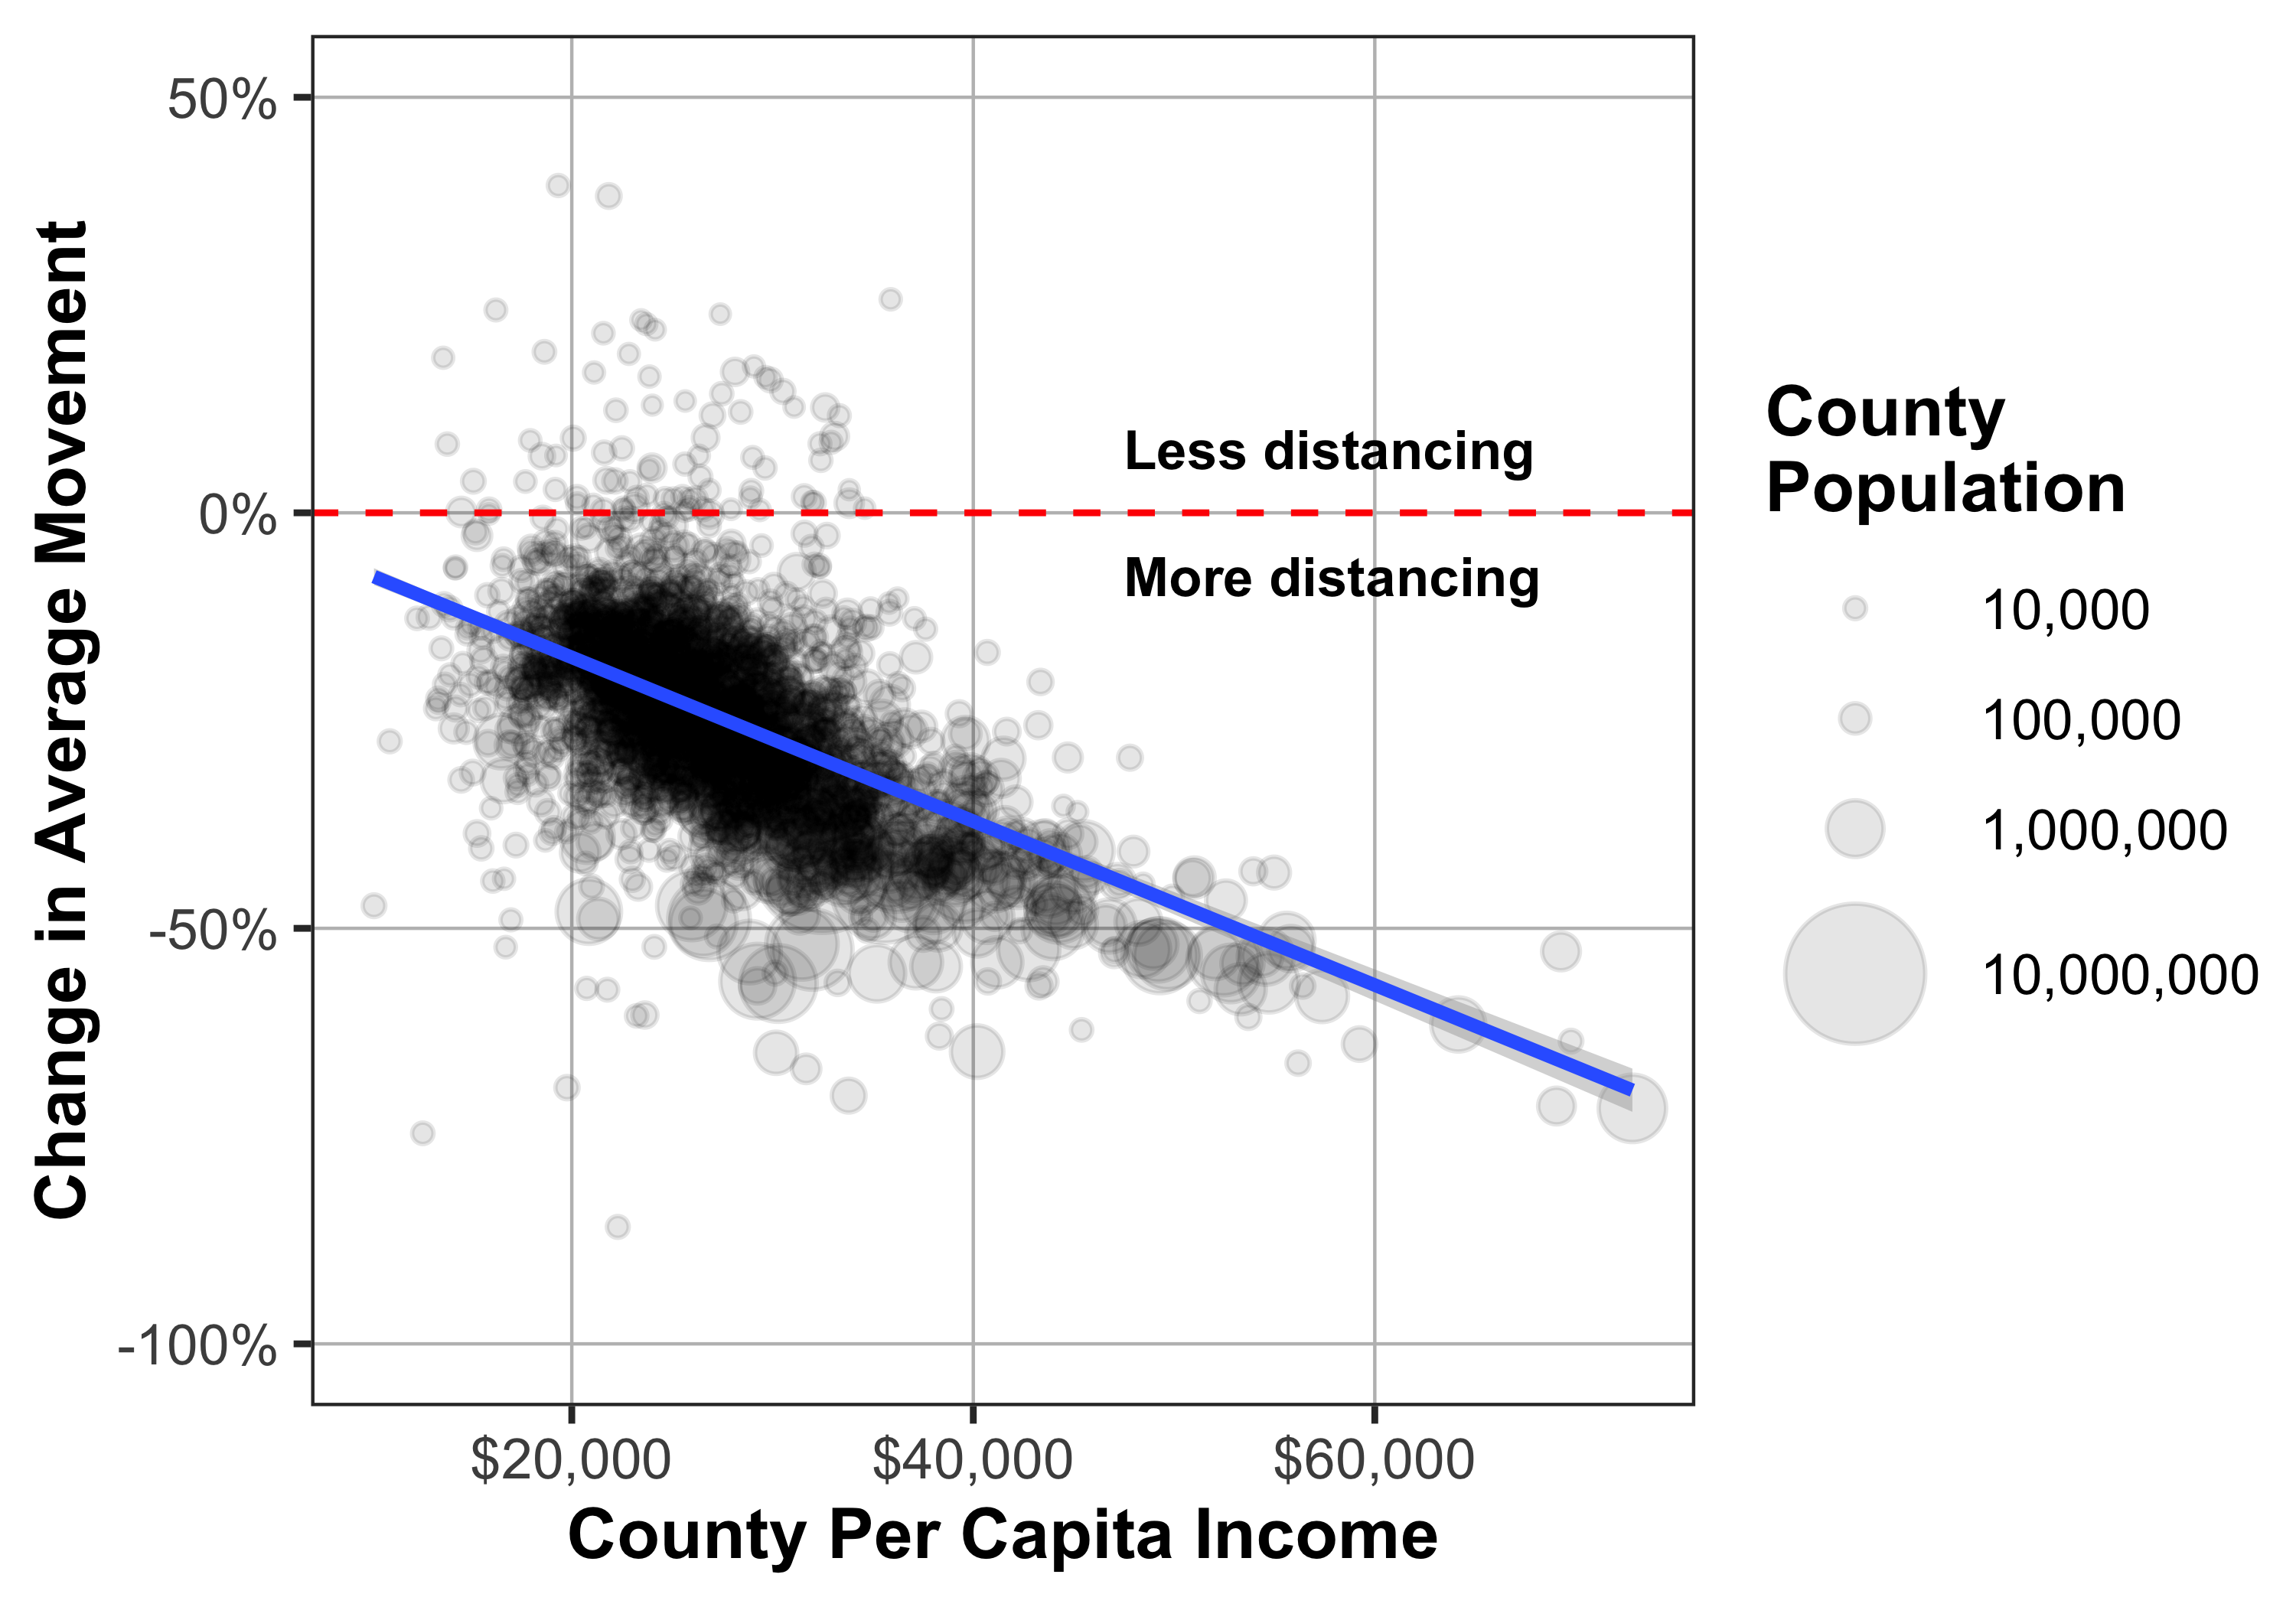 Change in Average Movement
50%
0%
-50%
-100%
Less distancing
More distancing
$20,000
$40,000
$60,000
County Per Capita Income
County
Population
10,000
100,000
1,000,000
10,000,000